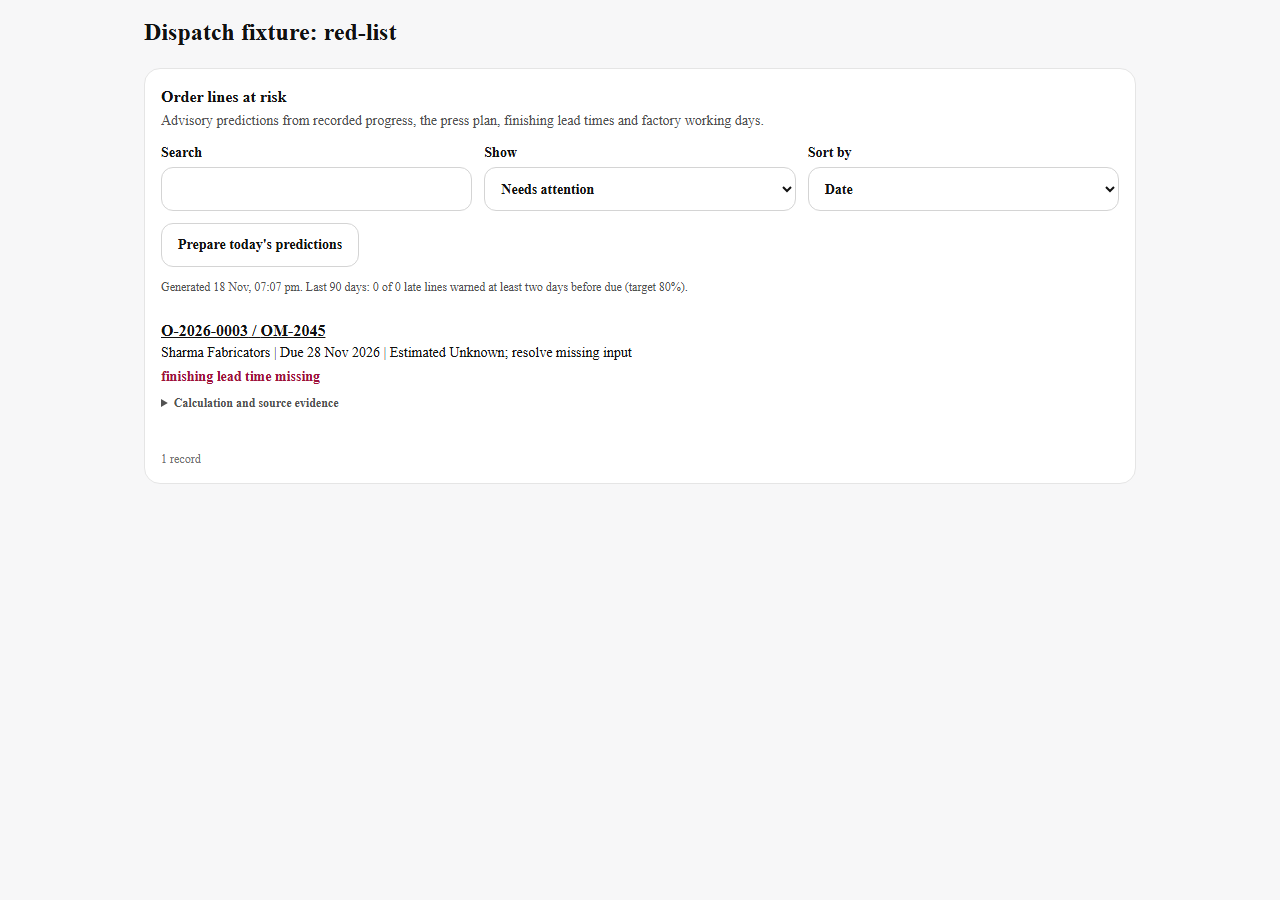 Dispatch fixture: red-list
Order lines at risk
Advisory predictions from recorded progress, the press plan, finishing lead times and factory working days.
Search
Show
Sort by
Needs attention
Date
Prepare today's predictions
Generated 18 Nov, 07:07 pm. Last 90 days: 0 of 0 late lines warned at least two days before due (target 80%).
O-2026-0003 / OM-2045
Sharma Fabricators | Due 28 Nov 2026 | Estimated Unknown; resolve missing input
finishing lead time missing
Calculation and source evidence
1 record